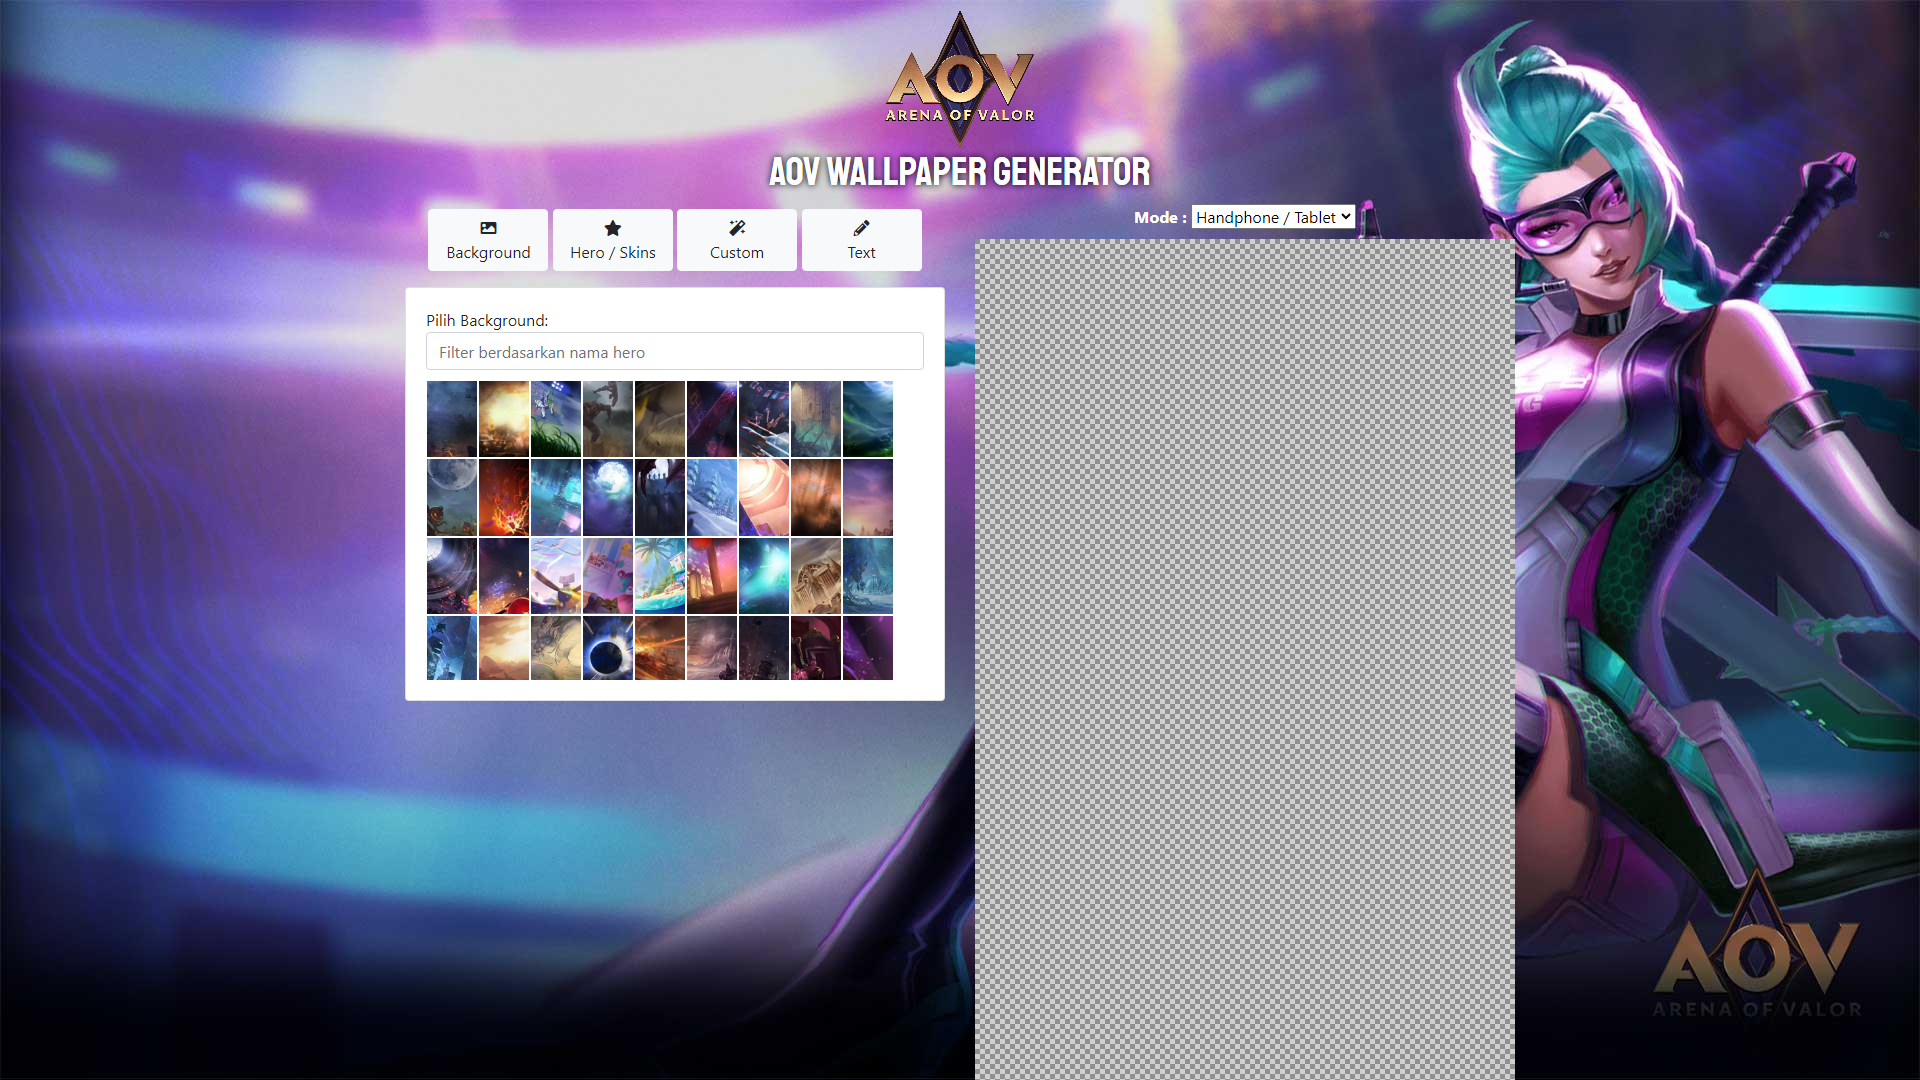 AOV
ARENA OF VALOR
AOV WALLPAPER GENERATOR
Background
Hero / Skins
Custom
Text
Mode : Handphone / Tablet
Pilih Background:
Filter berdasarkan nama hero
AOV
ARENA OF VALOR